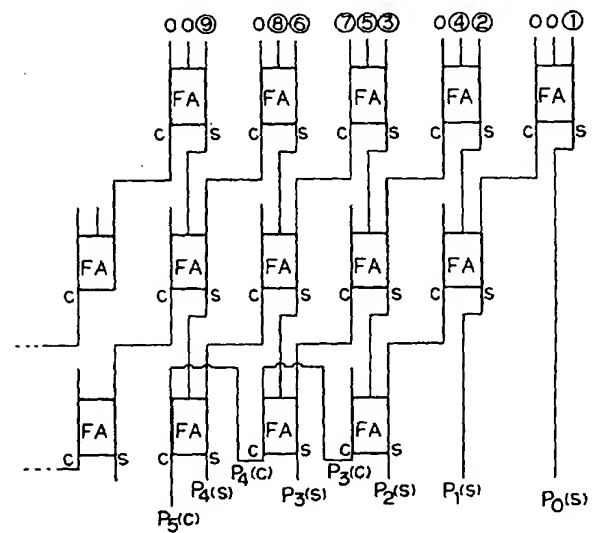 0 0 ⑨ 0 ⑧ ⑥ ⑦ ⑤ ③ 0 ④ ② 0 0 ①
FA FA FA FA FA
C S C S C S C S C S
FA FA FA FA FA
C C S C S C S C S
FA FA FA FA
C S C S C S C S
P4(S) P4(C) P3(S) P3(C) P2(S) P1(S) P0(S)
P5(C)